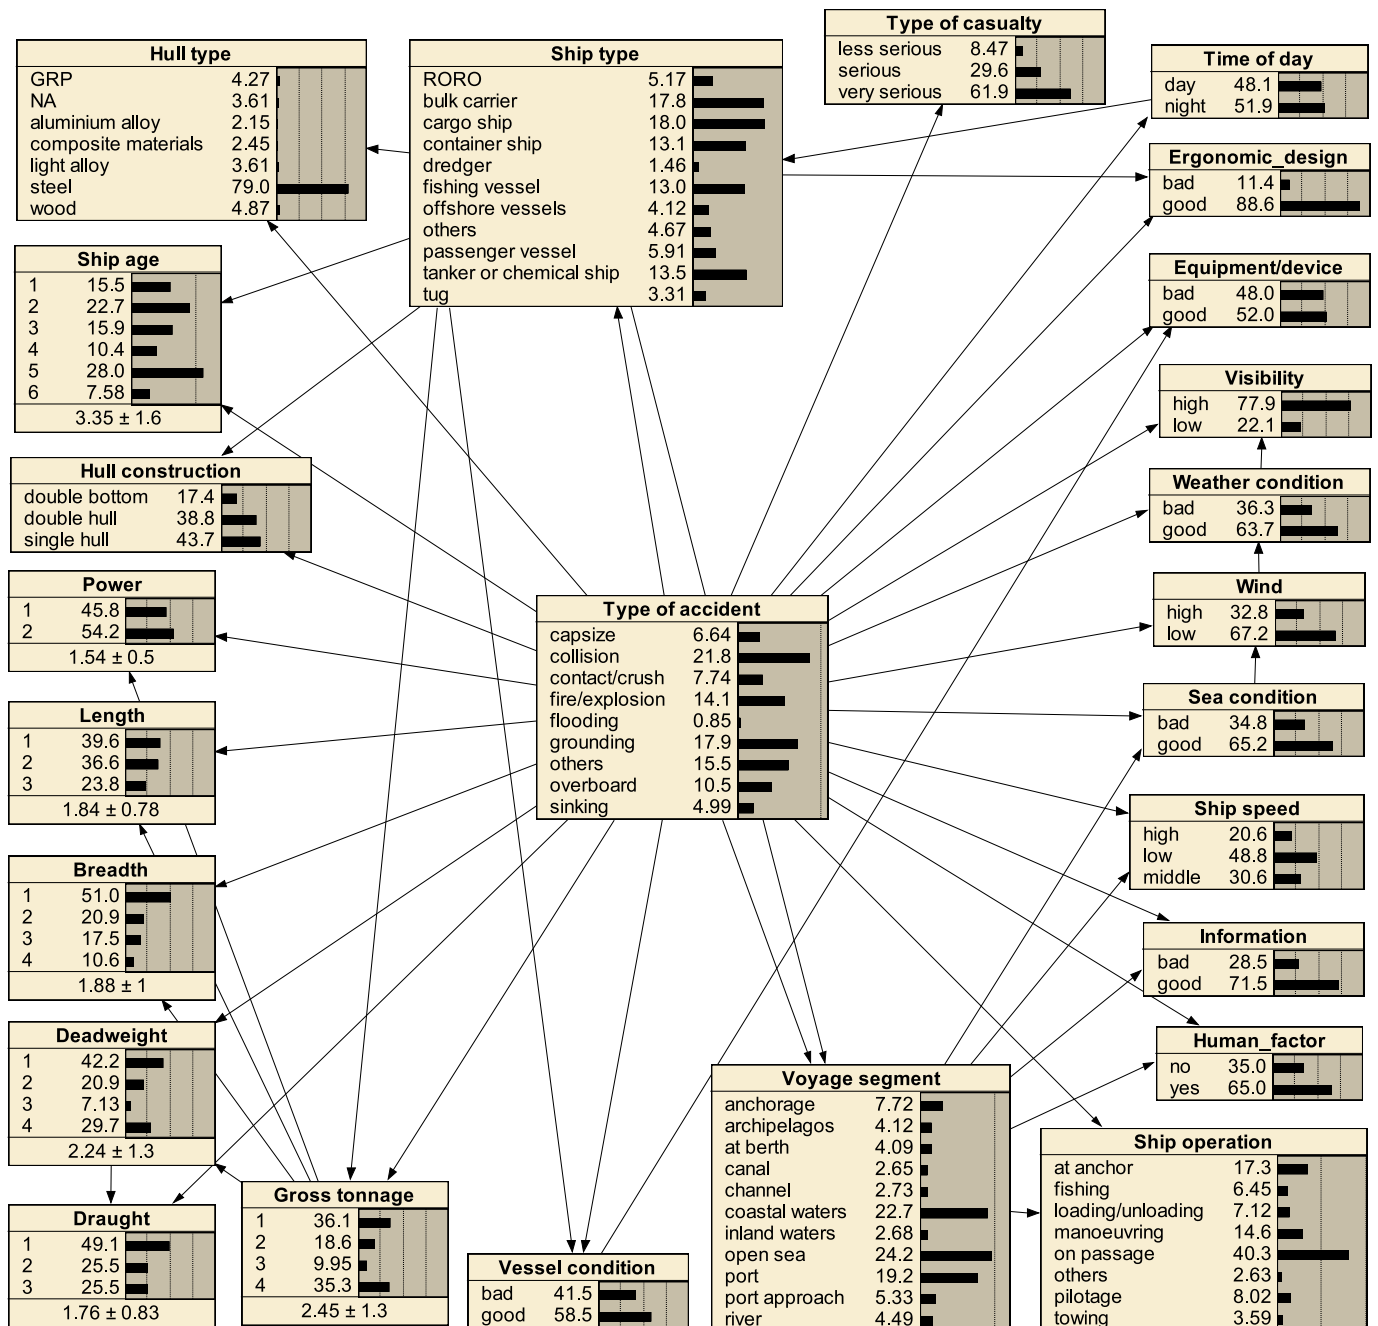 Hull type
GRP 4.27
NA 3.61
aluminium alloy 2.15
composite materials 2.45
light alloy 3.61
steel 79.0
wood 4.87
Ship type
RORO 5.17
bulk carrier 17.8
cargo ship 18.0
container ship 13.1
dredger 1.46
fishing vessel 13.0
offshore vessels 4.12
others 4.67
passenger vessel 5.91
tanker or chemical ship 13.5
tug 3.31
Type of casualty
less serious 8.47
serious 29.6
very serious 61.9
Time of day
day 48.1
night 51.9
Ergonomic_design
bad 11.4
good 88.6
Ship age
1 15.5
2 22.7
3 15.9
4 10.4
5 28.0
6 7.58
3.35 ± 1.6
Equipment/device
bad 48.0
good 52.0
Visibility
high 77.9
low 22.1
Hull construction
double bottom 17.4
double hull 38.8
single hull 43.7
Weather condition
bad 36.3
good 63.7
Power
1 45.8
2 54.2
1.54 ± 0.5
Type of accident
capsize 6.64
collision 21.8
contact/crush 7.74
fire/explosion 14.1
flooding 0.85
grounding 17.9
others 15.5
overboard 10.5
sinking 4.99
Wind
high 32.8
low 67.2
Length
1 39.6
2 36.6
3 23.8
1.84 ± 0.78
Sea condition
bad 34.8
good 65.2
Ship speed
high 20.6
low 48.8
middle 30.6
Breadth
1 51.0
2 20.9
3 17.5
4 10.6
1.88 ± 1
Information
bad 28.5
good 71.5
Deadweight
1 42.2
2 20.9
3 7.13
4 29.7
2.24 ± 1.3
Human_factor
no 35.0
yes 65.0
Draught
1 49.1
2 25.5
3 25.5
1.76 ± 0.83
Gross tonnage
1 36.1
2 18.6
3 9.95
4 35.3
2.45 ± 1.3
Vessel condition
bad 41.5
good 58.5
Voyage segment
anchorage 7.72
archipelagos 4.12
at berth 4.09
canal 2.65
channel 2.73
coastal waters 22.7
inland waters 2.68
open sea 24.2
port 19.2
port approach 5.33
river 4.49
Ship operation
at anchor 17.3
fishing 6.45
loading/unloading 7.12
manoeuvring 14.6
on passage 40.3
others 2.63
pilotage 8.02
towing 3.59